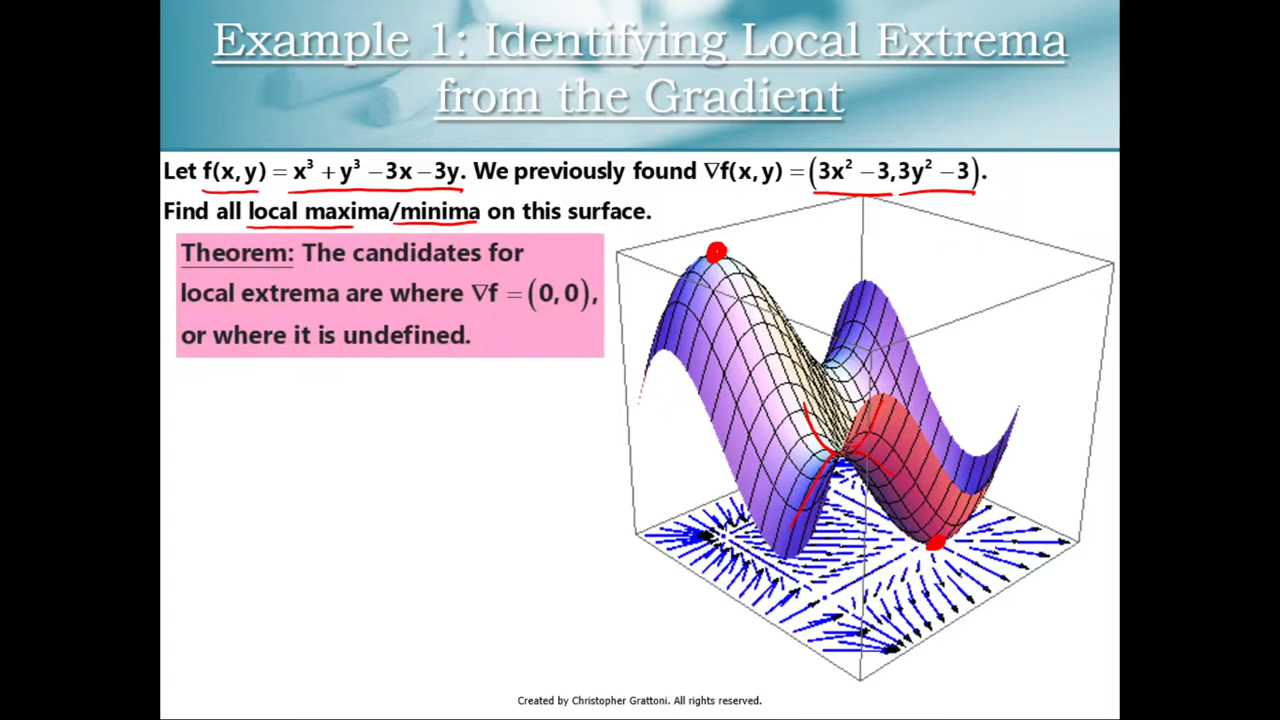 Example 1: Identifying Local Extrema
from the Gradient
Let f(x,y) = x³ + y³ − 3x − 3y. We previously found ∇f(x,y) = (3x² − 3, 3y² − 3).
Find all local maxima/minima on this surface.
Theorem: The candidates for
local extrema are where ∇f = (0,0),
or where it is undefined.
Created by Christopher Grattoni. All rights reserved.